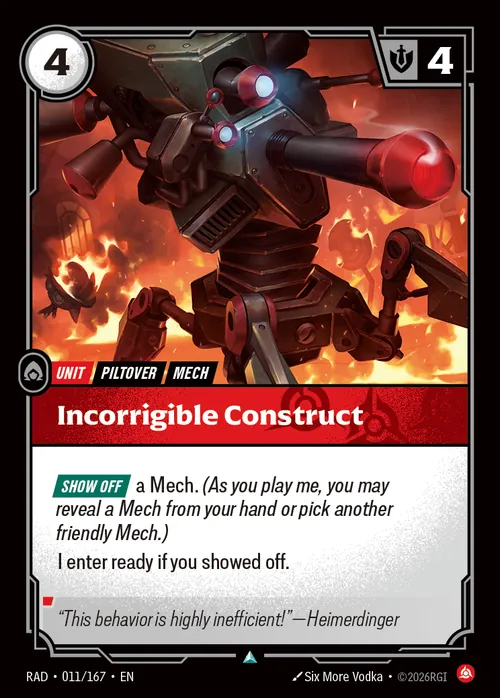 4
4
UNIT
PILTOVER
MECH
Incorrigible Construct
SHOW OFF a Mech. (As you play me, you may
reveal a Mech from your hand or pick another
friendly Mech.)
I enter ready if you showed off.
“This behavior is highly inefficient!”—Heimerdinger
RAD • 011/167 • EN
Six More Vodka • ©2026RGI